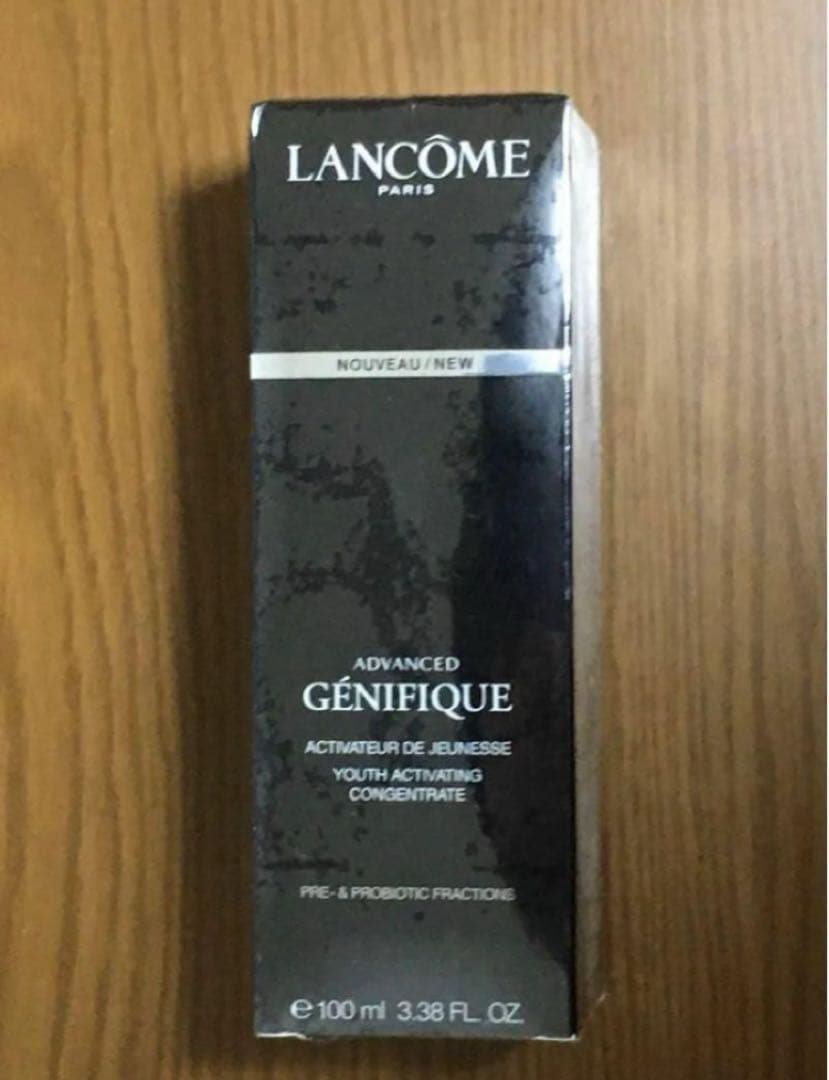 LANCÔME
PARIS
NOUVEAU / NEW
ADVANCED
GÉNIFIQUE
ACTIVATEUR DE JEUNESSE
YOUTH ACTIVATING
CONCENTRATE
PRE- & PROBIOTIC FRACTIONS
℮ 100 ml 3.38 FL. OZ.